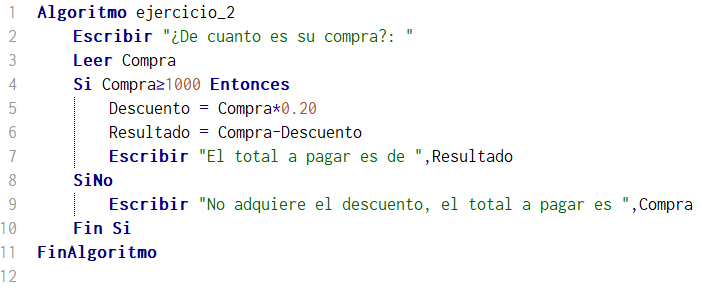 1 Algoritmo ejercicio_2
2 Escribir "¿De cuanto es su compra?: "
3 Leer Compra
4 Si Compra≥1000 Entonces
5 Descuento = Compra*0.20
6 Resultado = Compra-Descuento
7 Escribir "El total a pagar es de ",Resultado
8 SiNo
9 Escribir "No adquiere el descuento, el total a pagar es ",Compra
10 Fin Si
11 FinAlgoritmo
12